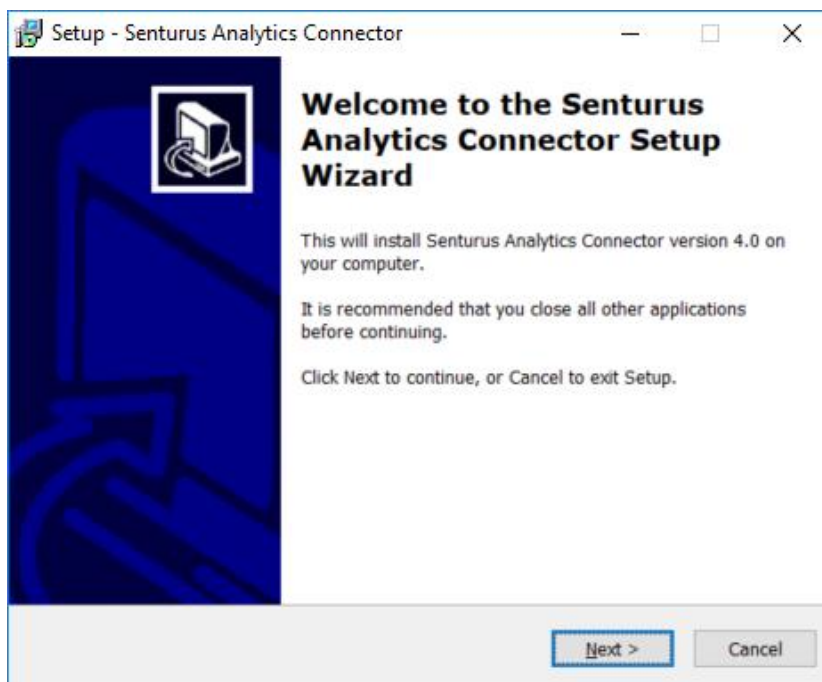 Setup - Senturus Analytics Connector
Welcome to the Senturus
Analytics Connector Setup
Wizard
This will install Senturus Analytics Connector version 4.0 on
your computer.
It is recommended that you close all other applications
before continuing.
Click Next to continue, or Cancel to exit Setup.
Next >
Cancel